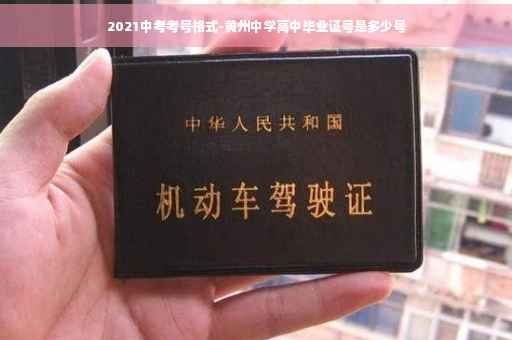 2021中考考号格式-黄州中学高中毕业证号是多少号
中华人民共和国
机动车驾驶证